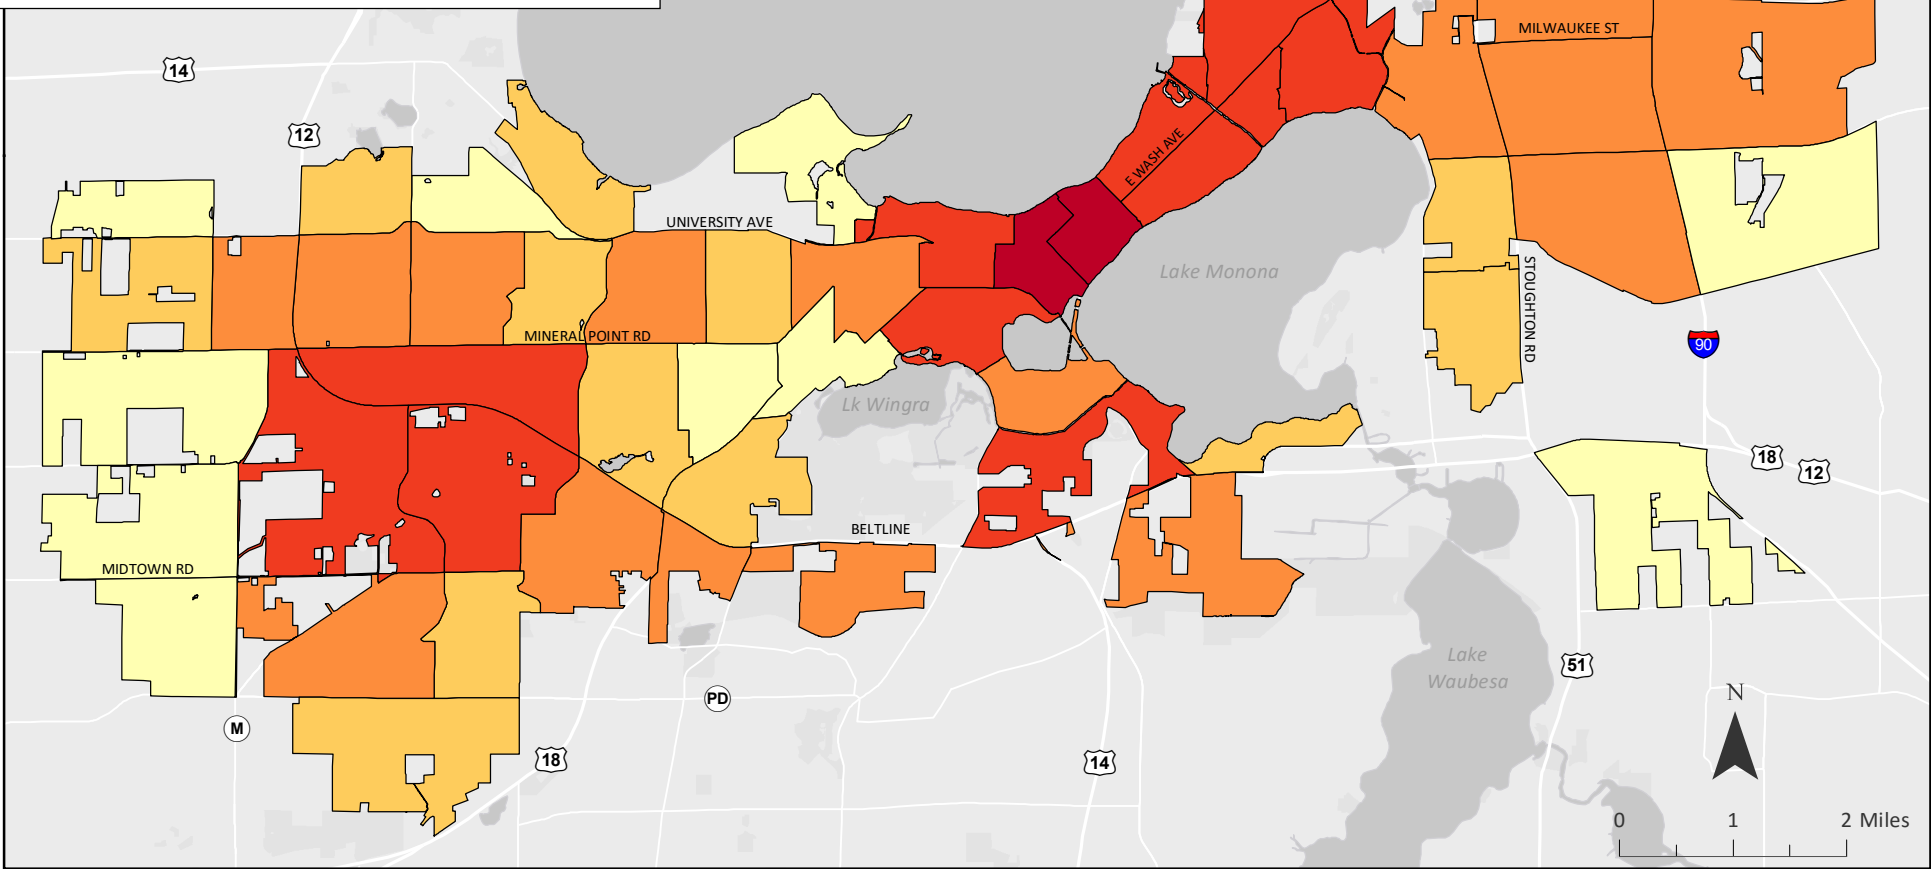 MILWAUKEE ST
14
12
E WASH AVE
UNIVERSITY AVE
Lake Monona
STOUGHTON RD
MINERAL POINT RD
90
Lk Wingra
18
12
BELTLINE
MIDTOWN RD
Lake
Waubesa
51
N
PD
M
18
14
0 1 2 Miles